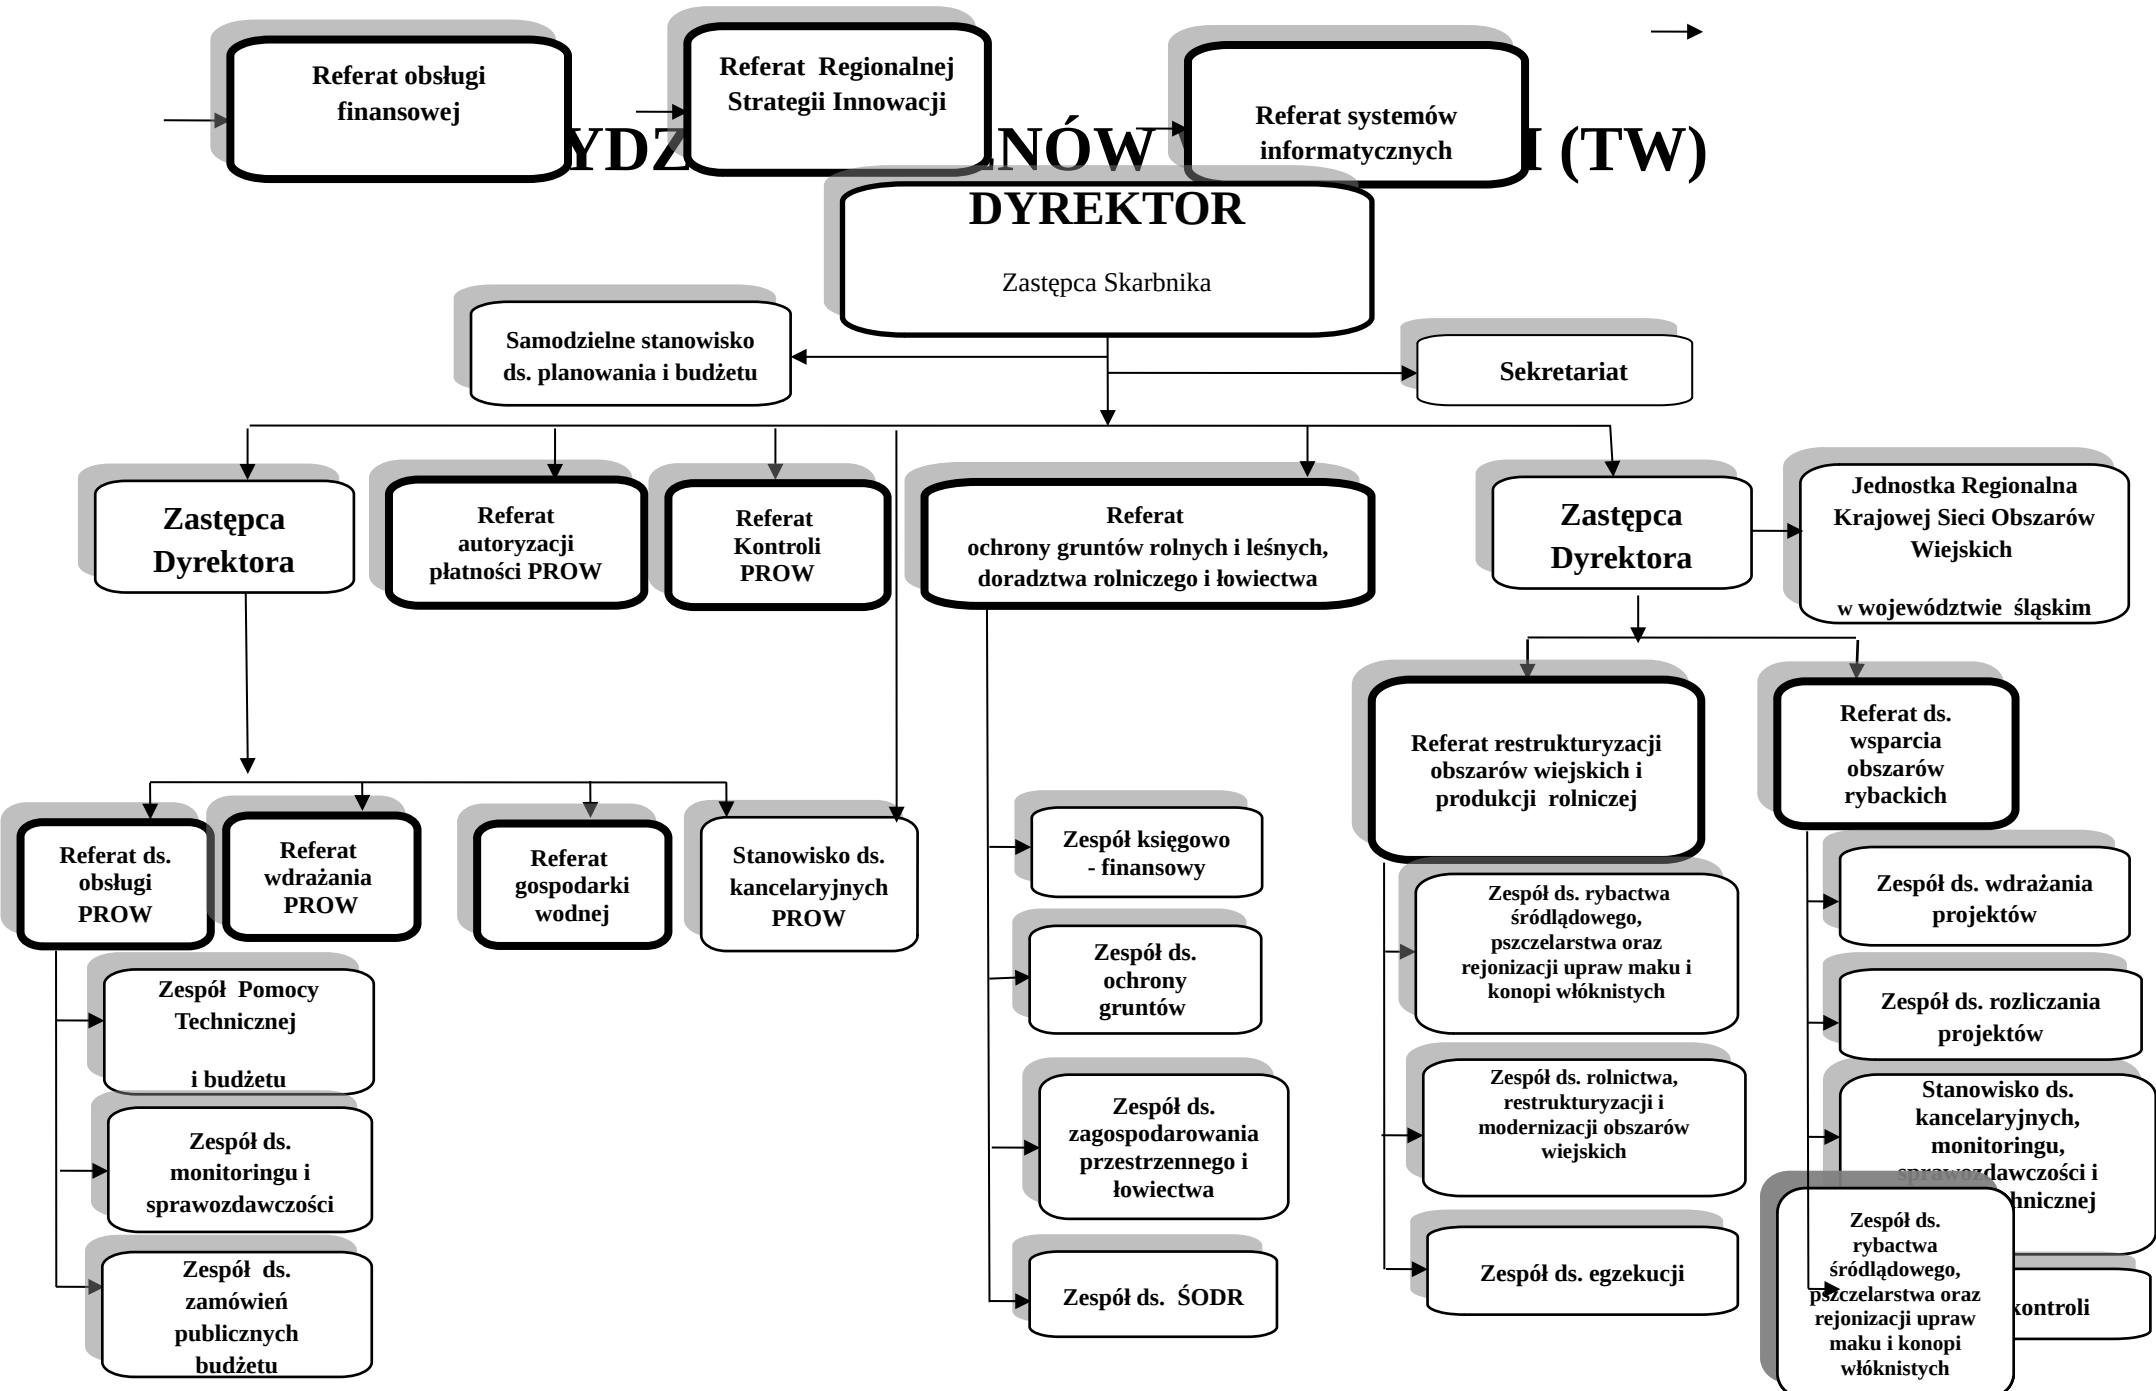 Referat obsługi
finansowej
Referat Regionalnej
Strategii Innowacji
Referat systemów
informatycznych
(TW)
DYREKTOR
Zastępca Skarbnika
Samodzielne stanowisko
ds. planowania i budżetu
Sekretariat
Zastępca
Dyrektora
Referat
autoryzacji
płatności PROW
Referat
Kontroli
PROW
Referat
ochrony gruntów rolnych i leśnych,
doradztwa rolniczego i łowiectwa
Zastępca
Dyrektora
Jednostka Regionalna
Krajowej Sieci Obszarów
Wiejskich
w województwie śląskim
Referat ds.
obsługi
PROW
Referat
wdrażania
PROW
Referat
gospodarki
wodnej
Stanowisko ds.
kancelaryjnych
PROW
Zespół Pomocy
Technicznej
i budżetu
Zespół ds.
monitoringu i
sprawozdawczości
Zespół ds.
zamówień
publicznych
budżetu
Zespół księgowo
- finansowy
Zespół ds.
ochrony
gruntów
Zespół ds.
zagospodarowania
przestrzennego i
łowiectwa
Zespół ds. ŚODR
Referat restrukturyzacji
obszarów wiejskich i
produkcji rolniczej
Zespół ds. rybactwa
śródlądowego,
pszczelarstwa oraz
rejonizacji upraw maku i
konopi włóknistych
Zespół ds. rolnictwa,
restrukturyzacji i
modernizacji obszarów
wiejskich
Zespół ds. egzekucji
Referat ds.
wsparcia
obszarów
rybackich
Zespół ds. wdrażania
projektów
Zespół ds. rozliczania
projektów
Stanowisko ds.
kancelaryjnych,
monitoringu,
sprawozdawczości i
Zespół ds.
rybactwa
śródlądowego,
pszczelarstwa oraz
rejonizacji upraw
maku i konopi
włóknistych
kontroli